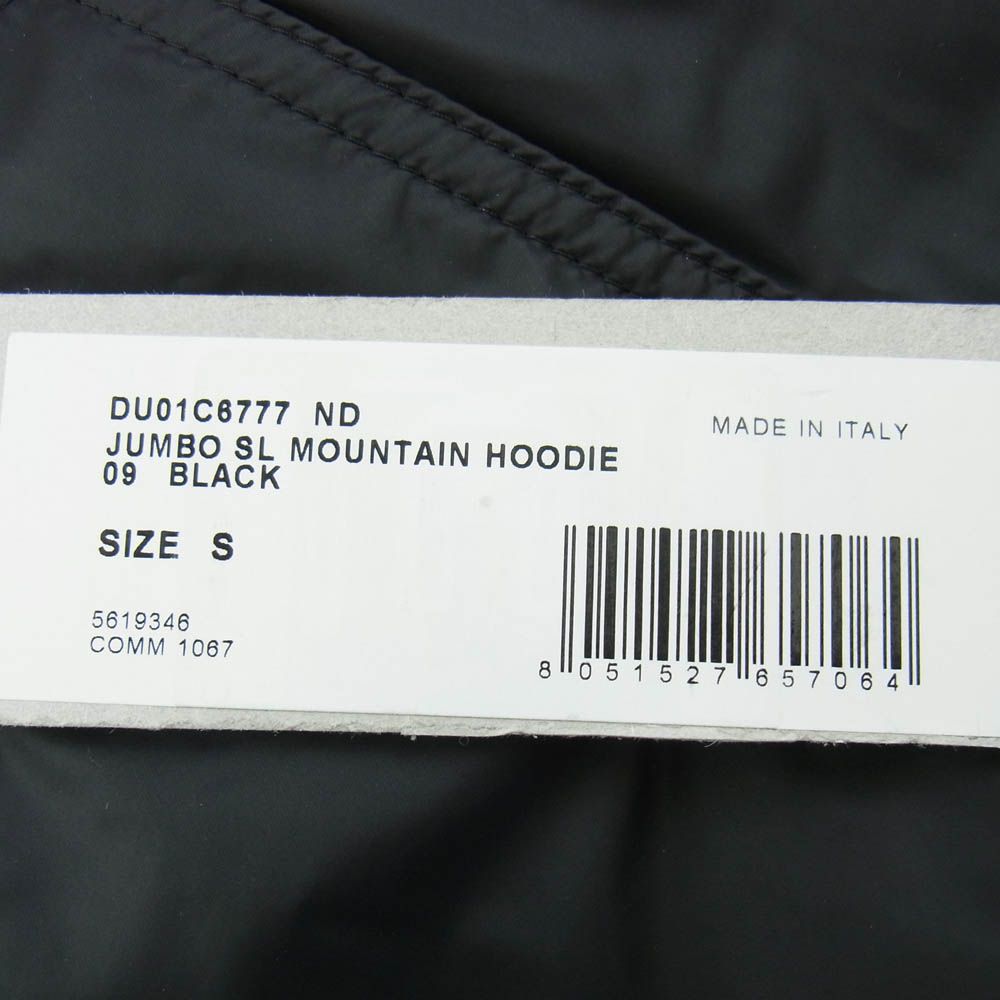 DU01C6777 ND
JUMBO SL MOUNTAIN HOODIE
09 BLACK
MADE IN ITALY
SIZE S
5619346
COMM 1067
8 051527 657064